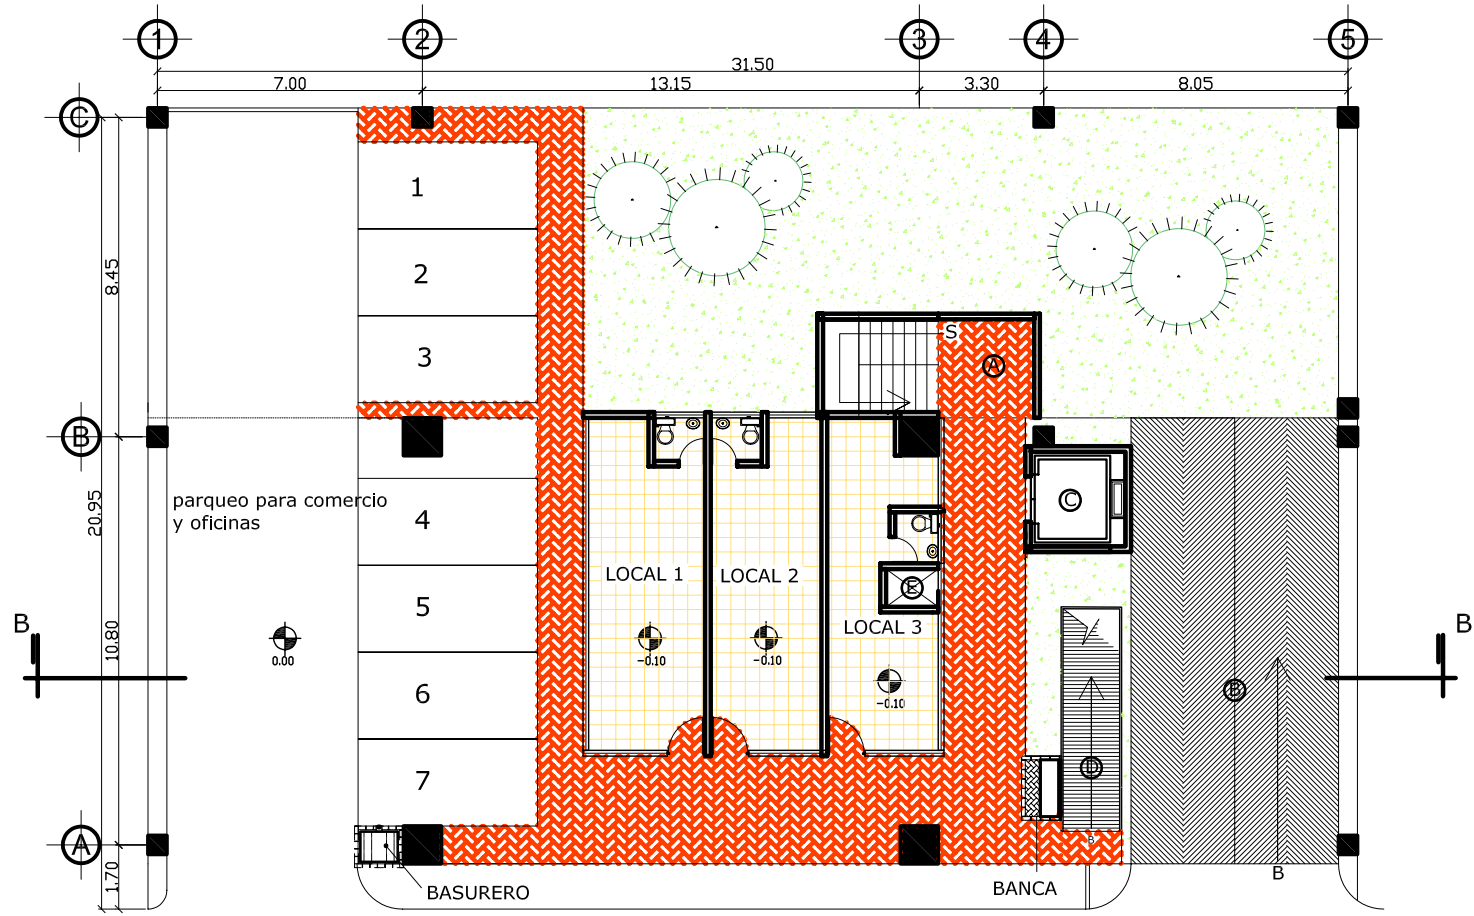 1 2 3 4 5
31.50
7.00 13.15 3.30 8.05
C
1
8.45
2
S
3
A
B
parqueo para comercio
y oficinas
20.95
4
C
LOCAL 1
LOCAL 2
5
E
LOCAL 3
B
B
10.80
0.00
-0.10
-0.10
6
-0.10
B
7
D
A
B
1.70
BASURERO
BANCA
B